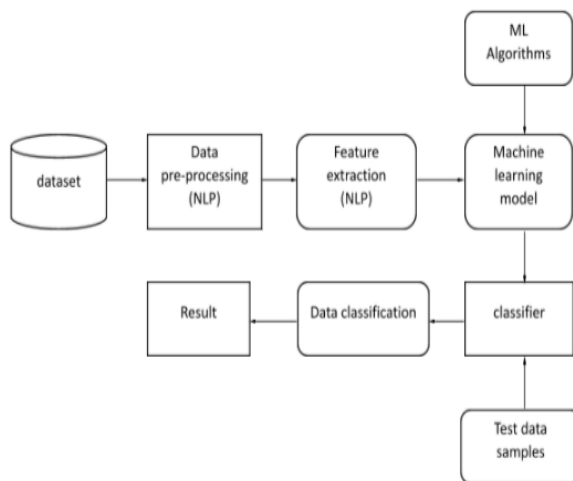 ML
Algorithms
dataset
Data
pre-processing
(NLP)
Feature
extraction
(NLP)
Machine
learning
model
Result
Data classification
classifier
Test data
samples